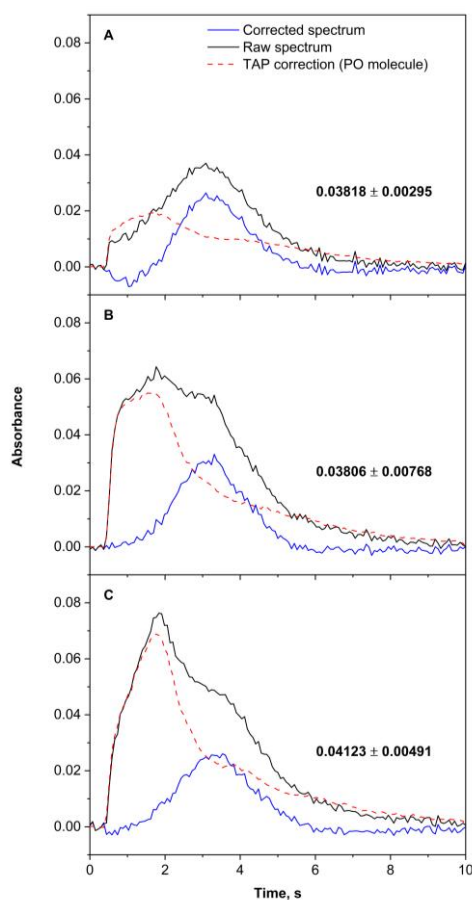 A
Corrected spectrum
Raw spectrum
TAP correction (PO molecule)
0.08
0.06
0.04
0.02
0.00
0.03818 ± 0.00295
B
0.08
0.06
0.04
0.02
0.00
0.03806 ± 0.00768
Absorbance
C
0.08
0.06
0.04
0.02
0.00
0.04123 ± 0.00491
0 2 4 6 8 10
Time, s